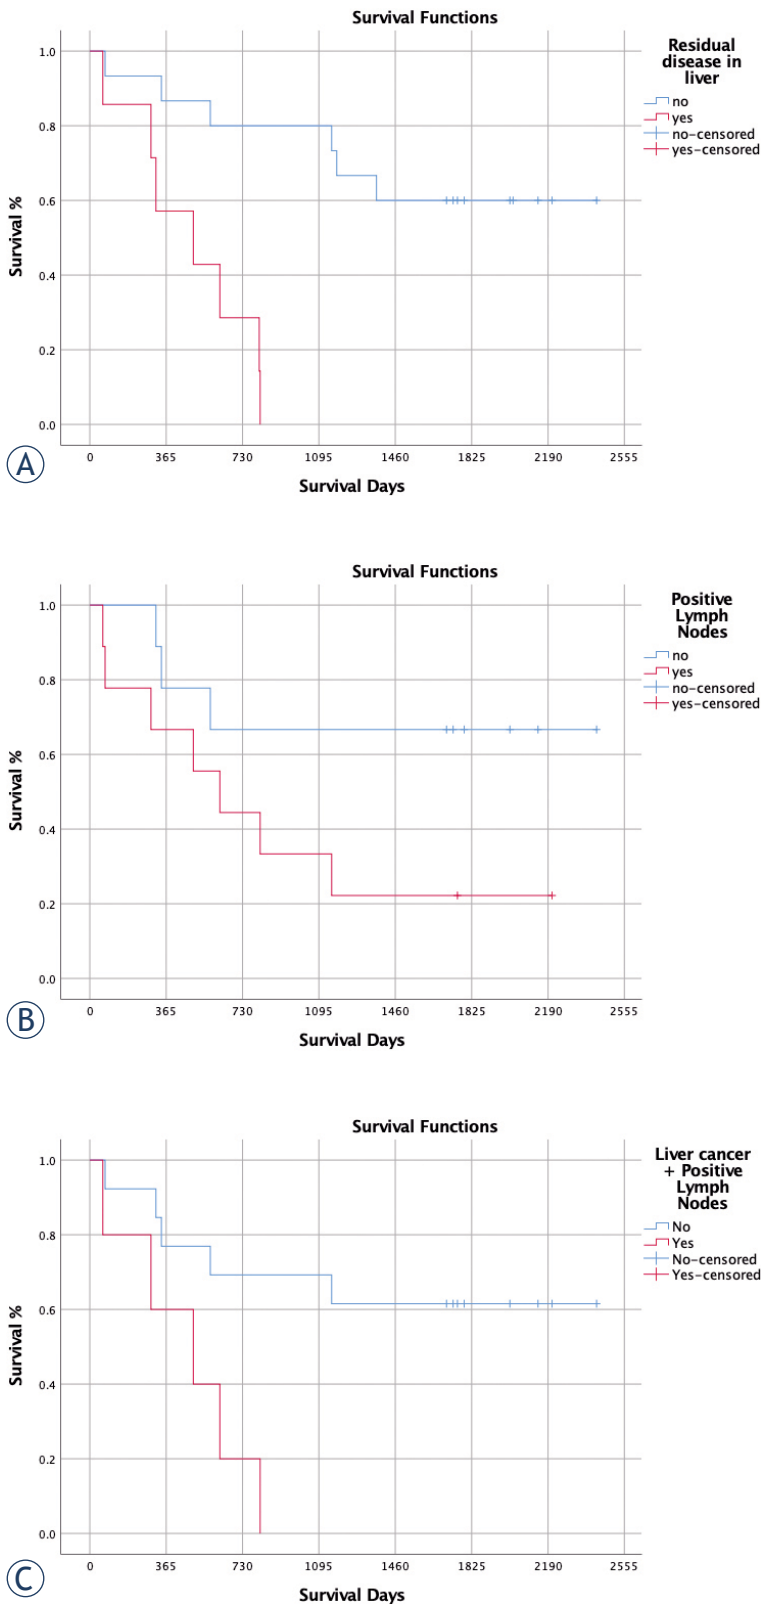 Survival Functions
Residual
disease in
liver
no
yes
no-censored
yes-censored
1.0
0.8
0.6
0.4
0.2
0.0
Survival %
0 365 730 1095 1460 1825 2190 2555
Survival Days
A
Survival Functions
Positive
Lymph
Nodes
no
yes
no-censored
yes-censored
1.0
0.8
0.6
0.4
0.2
0.0
Survival %
0 365 730 1095 1460 1825 2190 2555
Survival Days
B
Survival Functions
Liver cancer
+ Positive
Lymph
Nodes
No
Yes
No-censored
Yes-censored
1.0
0.8
0.6
0.4
0.2
0.0
Survival %
0 365 730 1095 1460 1825 2190 2555
Survival Days
C